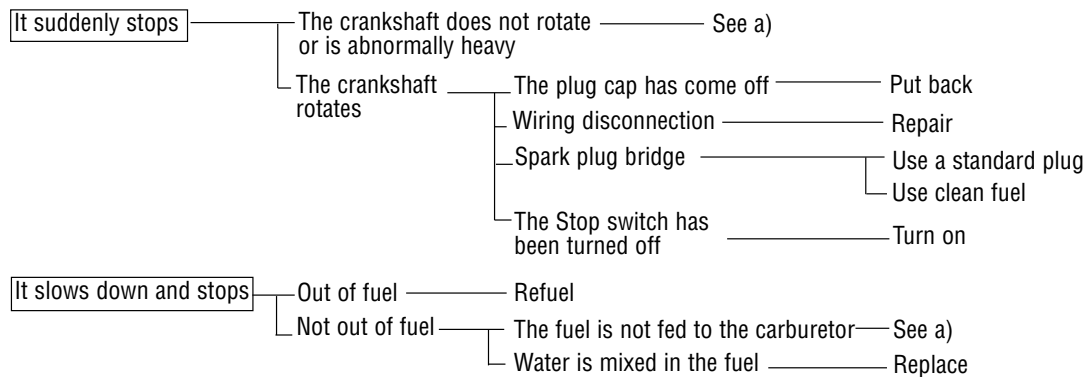 It suddenly stops
The crankshaft does not rotate
or is abnormally heavy
See a)
The crankshaft
rotates
The plug cap has come off
Put back
Wiring disconnection
Repair
Spark plug bridge
Use a standard plug
Use clean fuel
The Stop switch has
been turned off
Turn on
It slows down and stops
Out of fuel
Refuel
Not out of fuel
The fuel is not fed to the carburetor
See a)
Water is mixed in the fuel
Replace